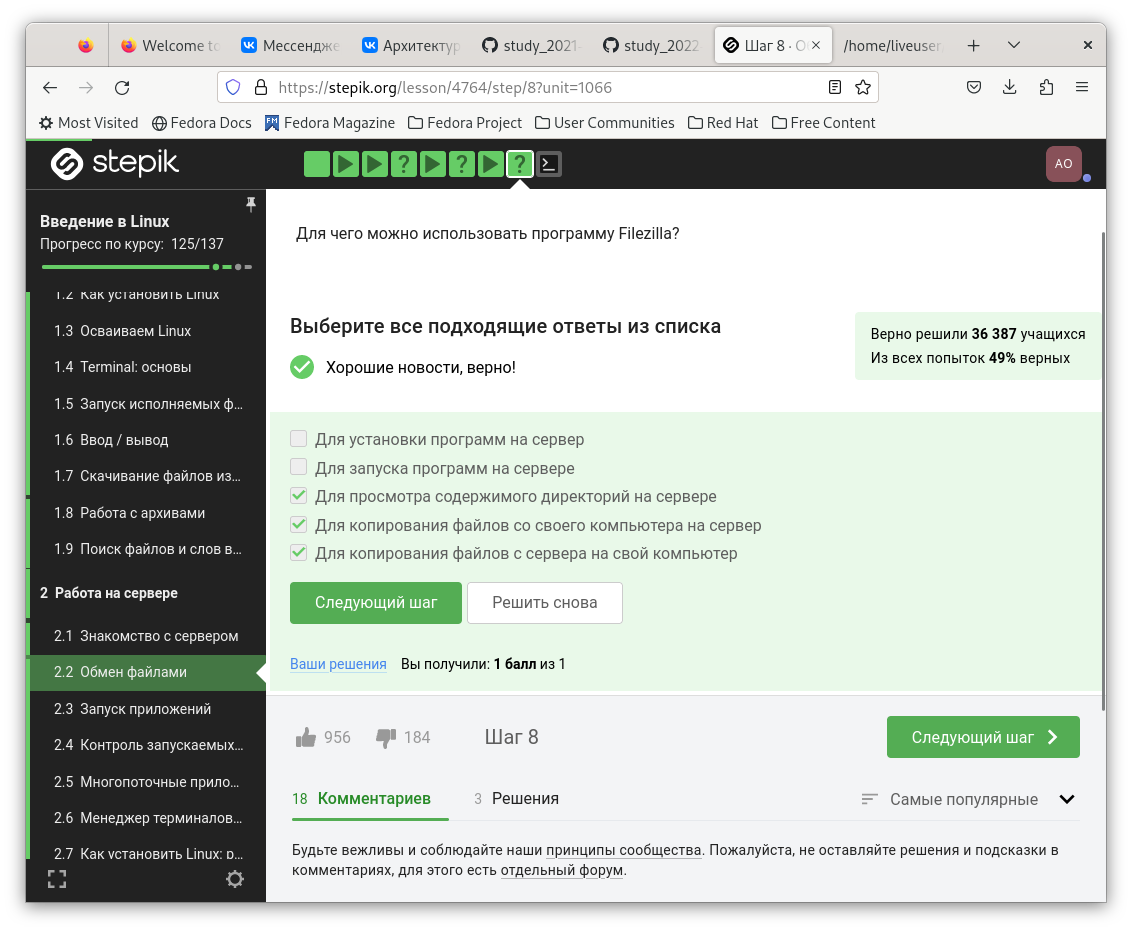 Welcome to
Мессендже
Архитектур
study_2021-
study_2022
Шаг 8 · О
/home/liveuser
https://stepik.org/lesson/4764/step/8?unit=1066
Most Visited
Fedora Docs
Fedora Magazine
Fedora Project
User Communities
Red Hat
Free Content
stepik
AO
Введение в Linux
Прогресс по курсу: 125/137
1.2 Как установить Linux
1.3 Осваиваем Linux
1.4 Terminal: основы
1.5 Запуск исполняемых ф...
1.6 Ввод / вывод
1.7 Скачивание файлов из...
1.8 Работа с архивами
1.9 Поиск файлов и слов в...
2 Работа на сервере
2.1 Знакомство с сервером
2.2 Обмен файлами
2.3 Запуск приложений
2.4 Контроль запускаемых...
2.5 Многопоточные прило...
2.6 Менеджер терминалов...
2.7 Как установить Linux: р...
Для чего можно использовать программу Filezilla?
Выберите все подходящие ответы из списка
Хорошие новости, верно!
Верно решили 36 387 учащихся
Из всех попыток 49% верных
Для установки программ на сервер
Для запуска программ на сервере
Для просмотра содержимого директорий на сервере
Для копирования файлов со своего компьютера на сервер
Для копирования файлов с сервера на свой компьютер
Следующий шаг
Решить снова
Ваши решения Вы получили: 1 балл из 1
956
184
Шаг 8
Следующий шаг
18 Комментариев
3 Решения
Самые популярные
Будьте вежливы и соблюдайте наши принципы сообщества. Пожалуйста, не оставляйте решения и подсказки в
комментариях, для этого есть отдельный форум.